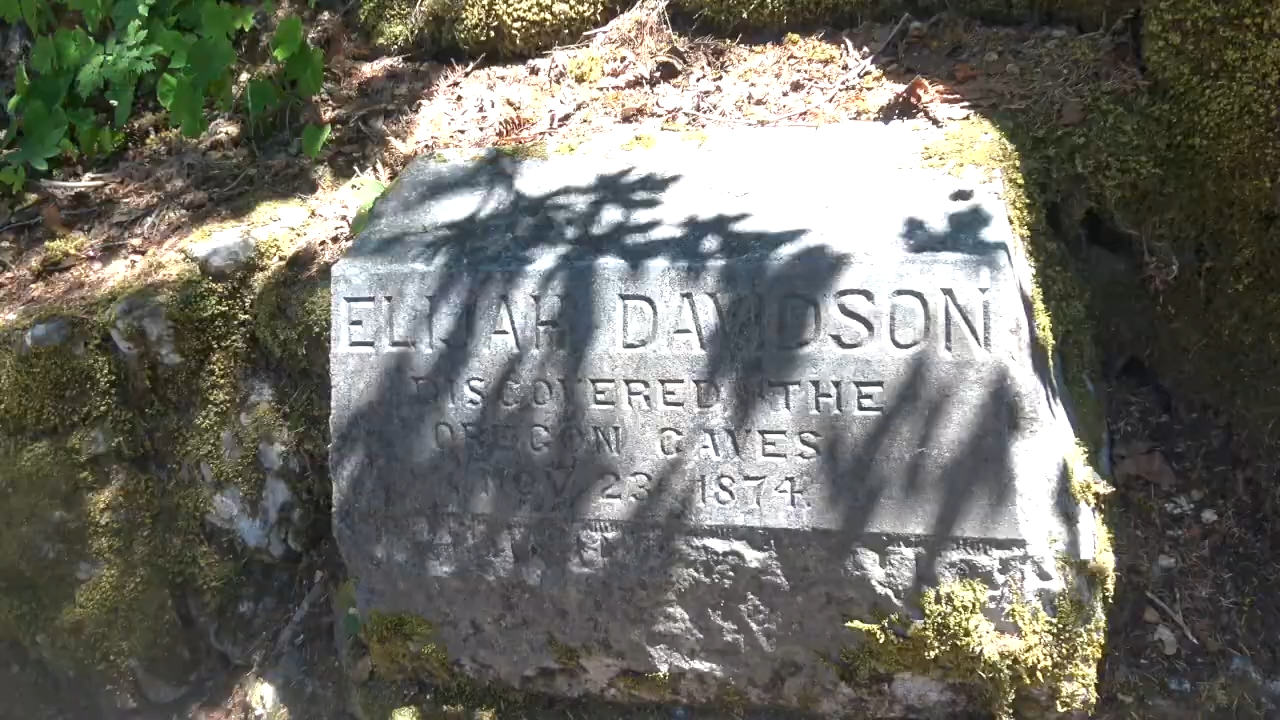 ELIJAH DAVIDSON
DISCOVERED THE
OREGON CAVES
NOV 23 1874.